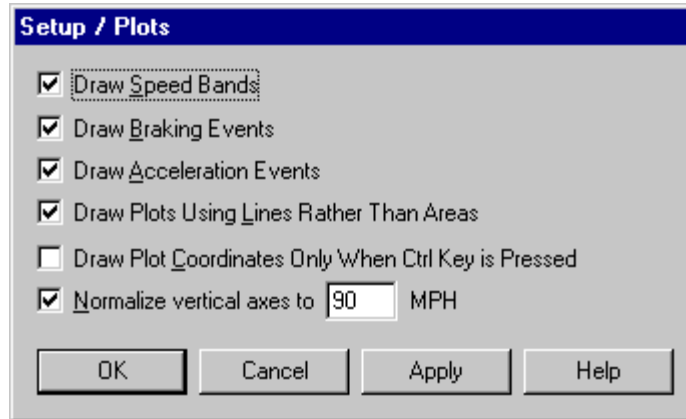 Setup / Plots
Draw Speed Bands
Draw Braking Events
Draw Acceleration Events
Draw Plots Using Lines Rather Than Areas
Draw Plot Coordinates Only When Ctrl Key is Pressed
Normalize vertical axes to 90 MPH
OK Cancel Apply Help